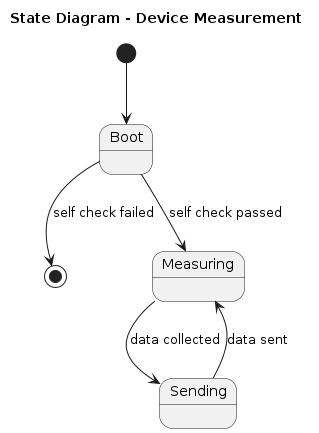 State Diagram - Device Measurement
Boot
self check failed
self check passed
Measuring
data collected
data sent
Sending